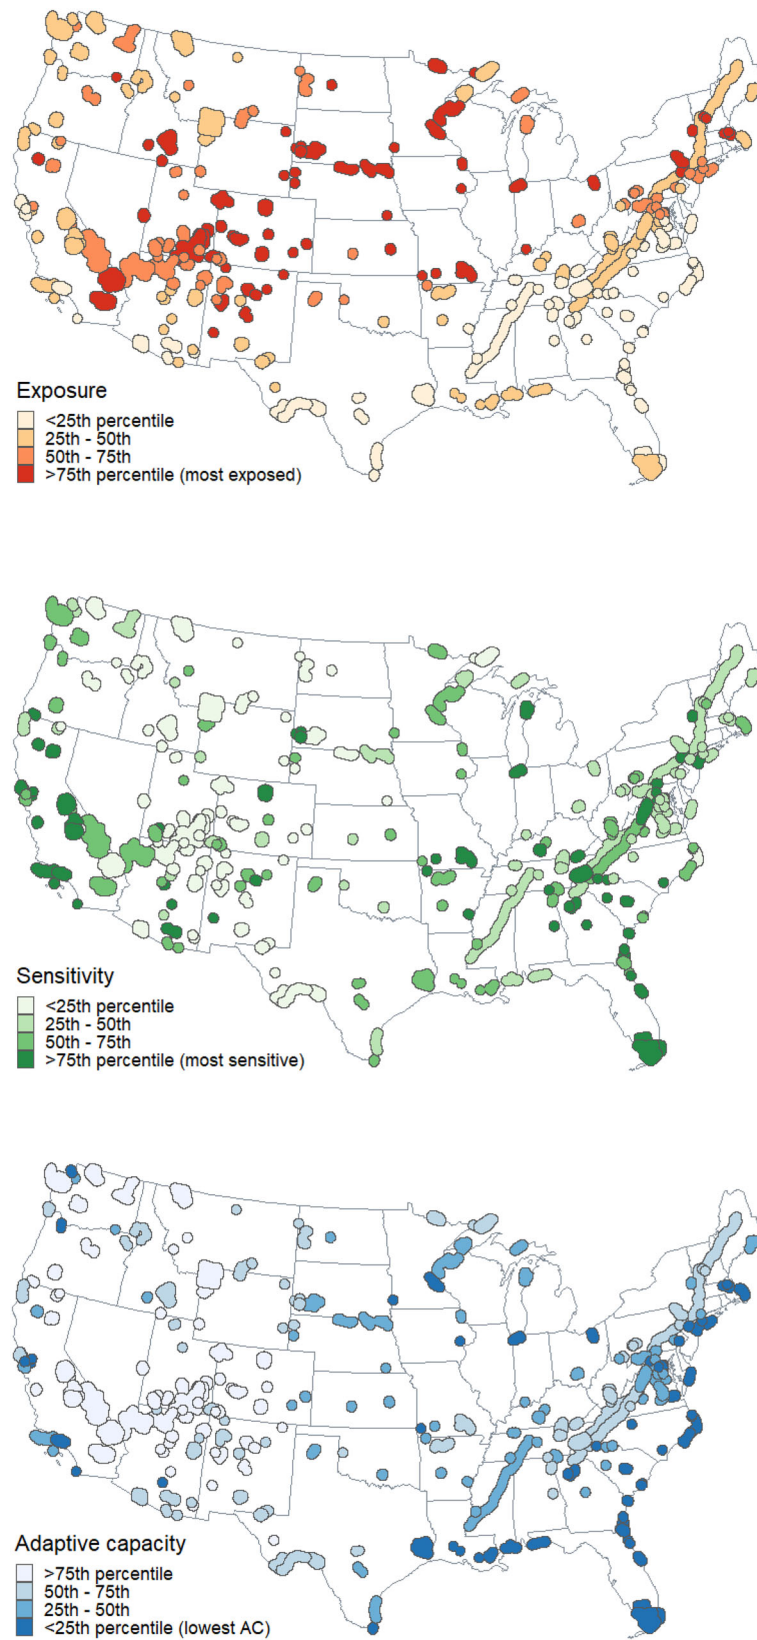 Exposure
<25th percentile
25th - 50th
50th - 75th
>75th percentile (most exposed)
Sensitivity
<25th percentile
25th - 50th
50th - 75th
>75th percentile (most sensitive)
Adaptive capacity
>75th percentile
50th - 75th
25th - 50th
<25th percentile (lowest AC)